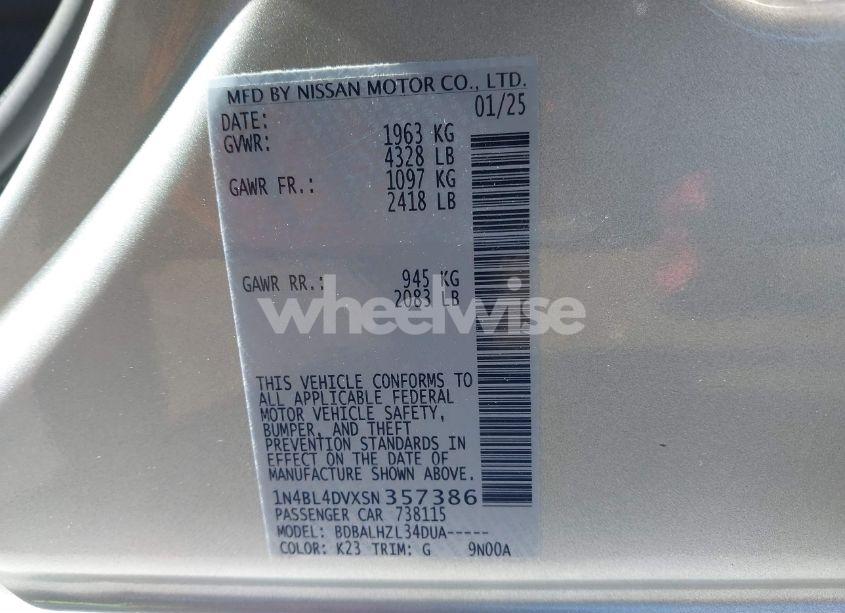 MFD BY NISSAN MOTOR CO., LTD.
DATE: 01/25
GVWR: 1963 KG
4328 LB
GAWR FR.: 1097 KG
2418 LB
GAWR RR.: 945 KG
2083 LB
wheelwise
THIS VEHICLE CONFORMS TO
ALL APPLICABLE FEDERAL
MOTOR VEHICLE SAFETY,
BUMPER, AND THEFT
PREVENTION STANDARDS IN
EFFECT ON THE DATE OF
MANUFACTURE SHOWN ABOVE.
1N4BL4DVXSN357386
PASSENGER CAR 738115
MODEL: BDBALHZL34DUA-----
COLOR: K23 TRIM: G 9N00A